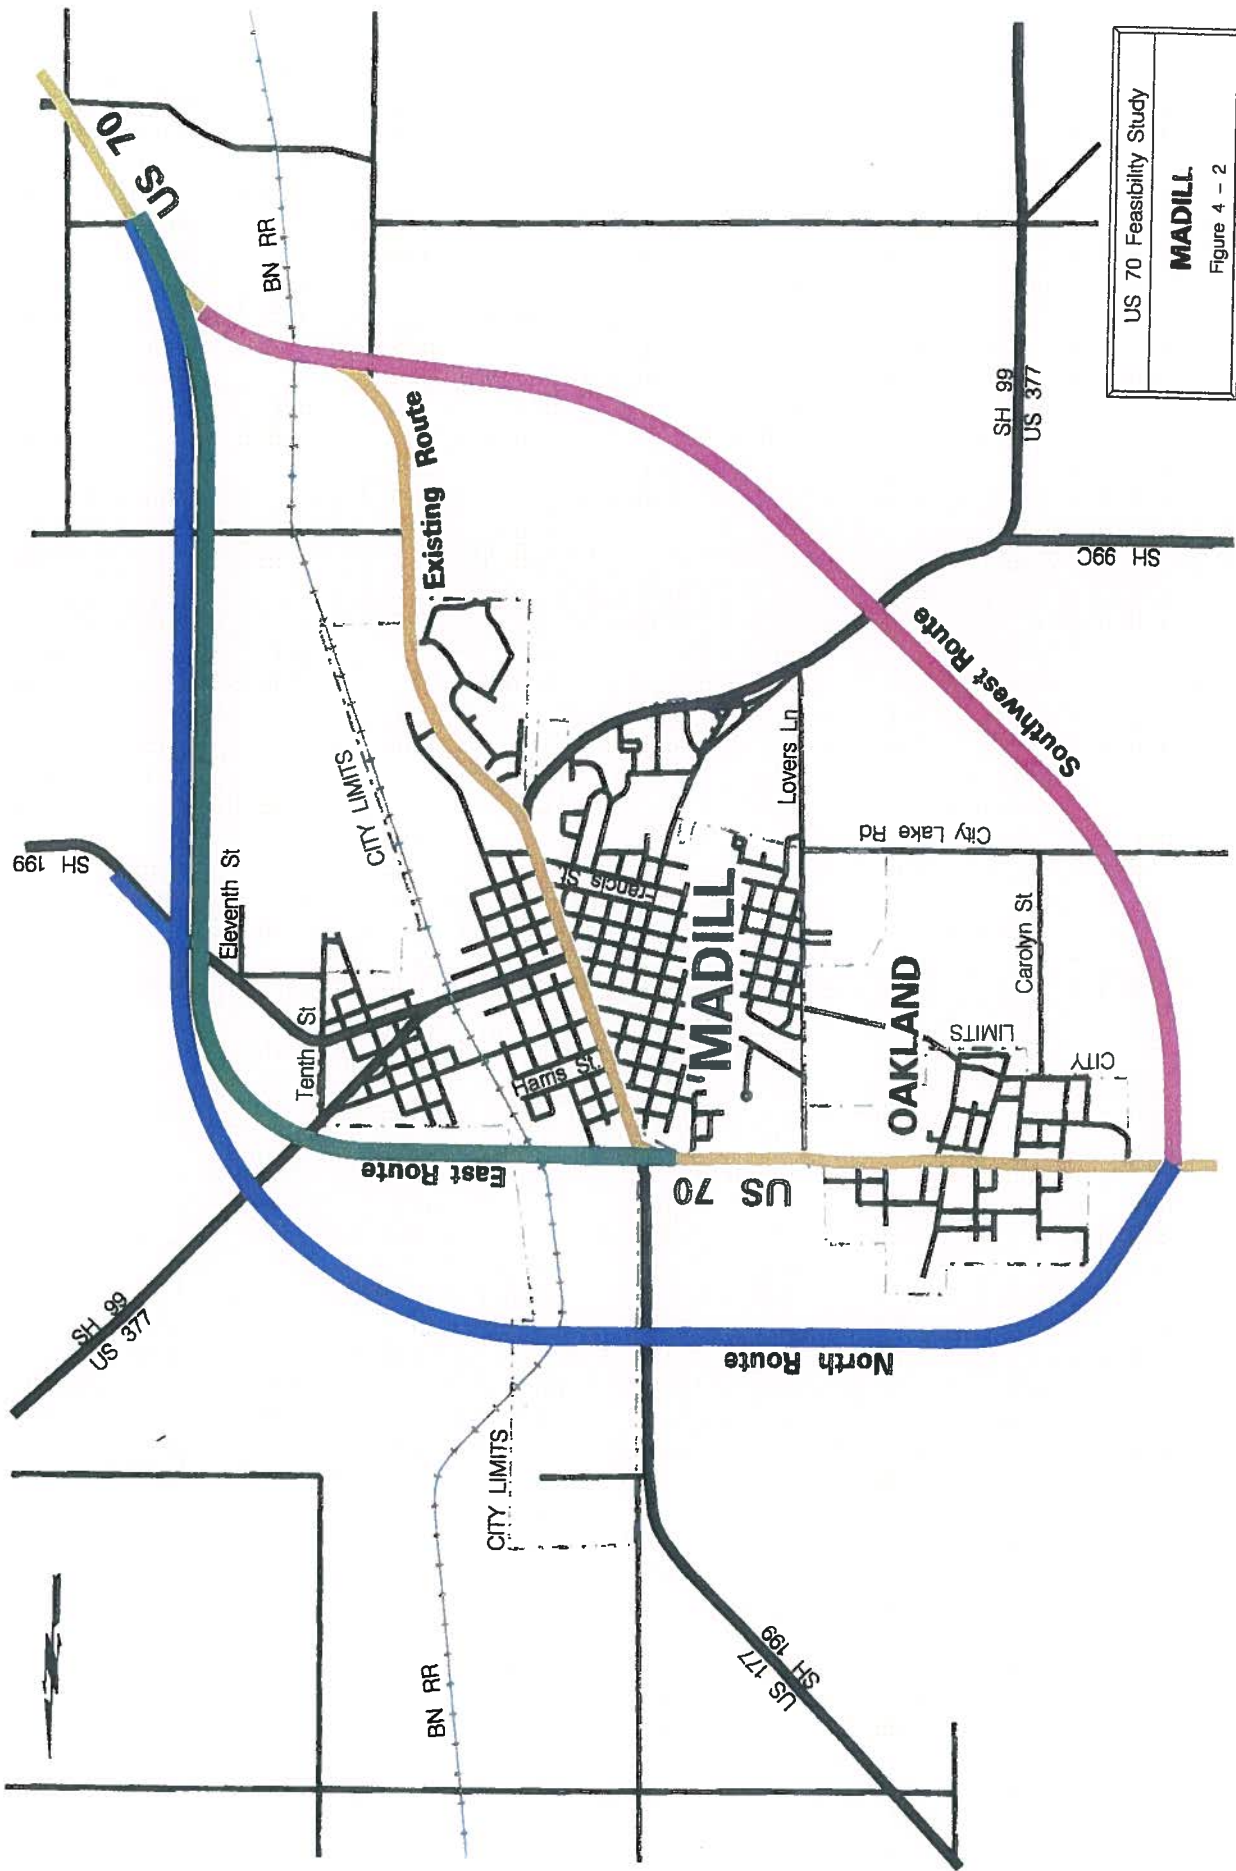 US 70
BN RR
Existing Route
SH 199
Eleventh St
CITY LIMITS
Tenth St
Harris St.
Francis St
MADILL
Lovers Ln
City Lake Rd
Carolyn St
OAKLAND
CITY
LIMITS
SH 99
US 377
SH 99C
Southwest Route
East Route
US 70
North Route
SH 99
US 377
CITY LIMITS
BN RR
US 177
SH 199
US 70 Feasibility Study
MADILL
Figure 4 - 2